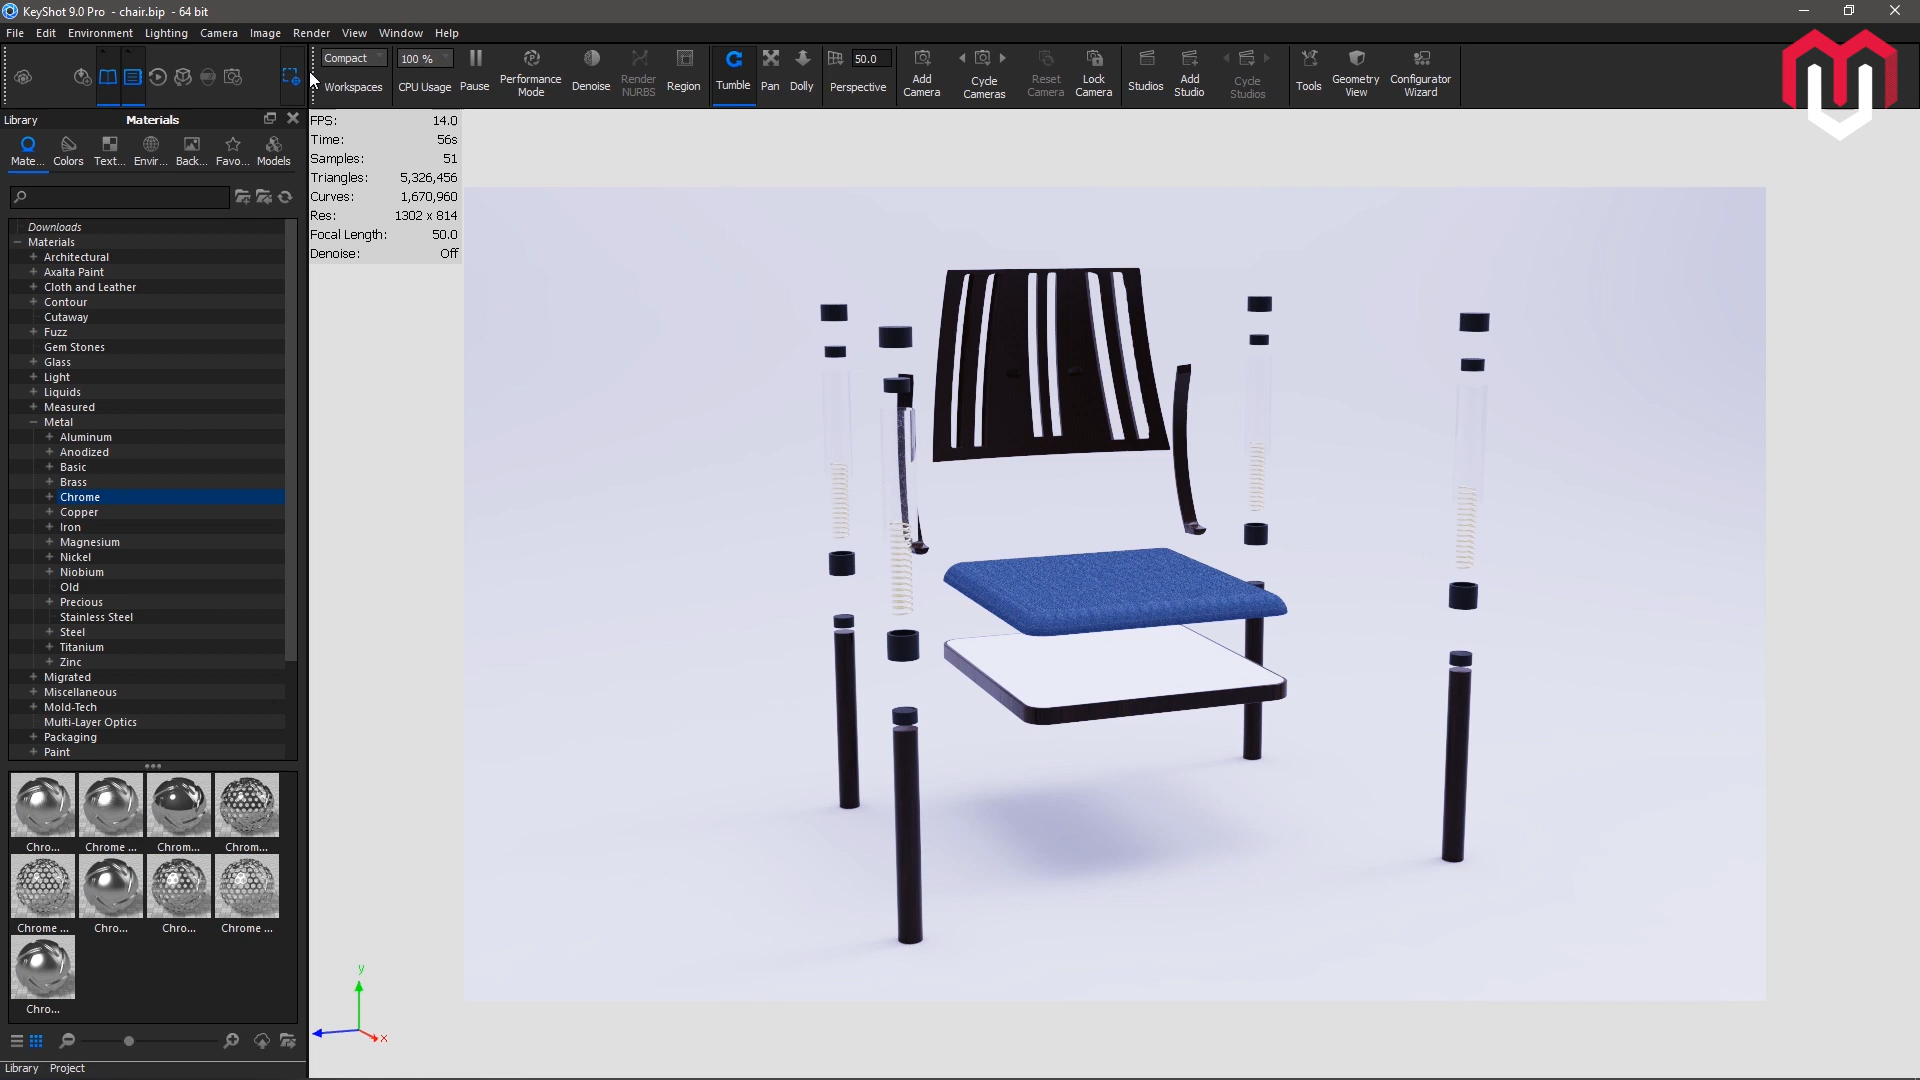 KeyShot 9.0 Pro - chair.bip - 64 bit
File Edit Environment Lighting Camera Image Render View Window Help
Compact 100 % 50.0
Workspaces CPU Usage Pause Performance Mode Denoise Render NURBS Region Tumble Pan Dolly Perspective Add Camera Cycle Cameras Reset Camera Lock Camera Studios Add Studio Cycle Studios Tools Geometry View Configurator Wizard
Library Materials
Mate... Colors Text... Envir... Back... Favo... Models
FPS: 14.0
Time: 56s
Samples: 51
Triangles: 5,326,456
Curves: 1,670,960
Res: 1302 x 814
Focal Length: 50.0
Denoise: Off
Downloads
Materials
Architectural
Axalta Paint
Cloth and Leather
Contour
Cutaway
Fuzz
Gem Stones
Glass
Light
Liquids
Measured
Metal
Aluminum
Anodized
Basic
Brass
Chrome
Copper
Iron
Magnesium
Nickel
Niobium
Old
Precious
Stainless Steel
Steel
Titanium
Zinc
Migrated
Miscellaneous
Mold-Tech
Multi-Layer Optics
Packaging
Paint
Chro... Chrome ... Chrom... Chrom...
Chrome ... Chro... Chro... Chrome ...
Chro...
y
x
Library Project